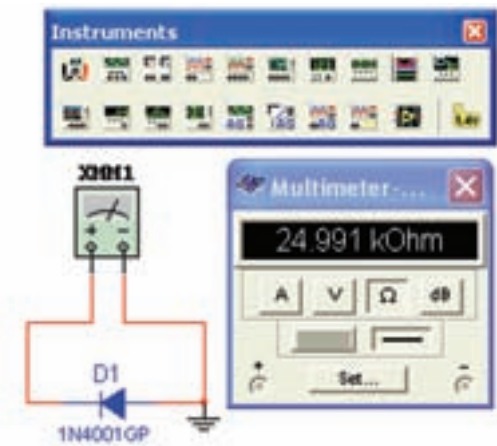 Instruments
XMM1
Multimeter-...
24.991 kOhm
A V Ω dB
+ -
Set...
+ -
D1
1N4001GP